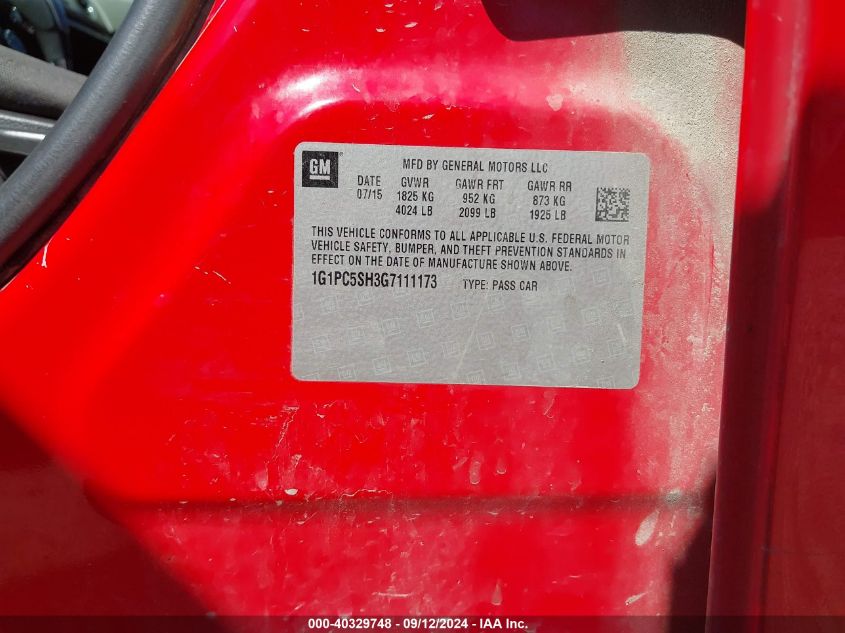 GM
MFD BY GENERAL MOTORS LLC
DATE GVWR GAWR FRT GAWR RR
07/15 1825 KG 952 KG 873 KG
4024 LB 2099 LB 1925 LB
THIS VEHICLE CONFORMS TO ALL APPLICABLE U.S. FEDERAL MOTOR
VEHICLE SAFETY, BUMPER, AND THEFT PREVENTION STANDARDS IN
EFFECT ON THE DATE OF MANUFACTURE SHOWN ABOVE.
1G1PC5SH3G7111173 TYPE: PASS CAR
000-40329748 - 09/12/2024 - IAA Inc.